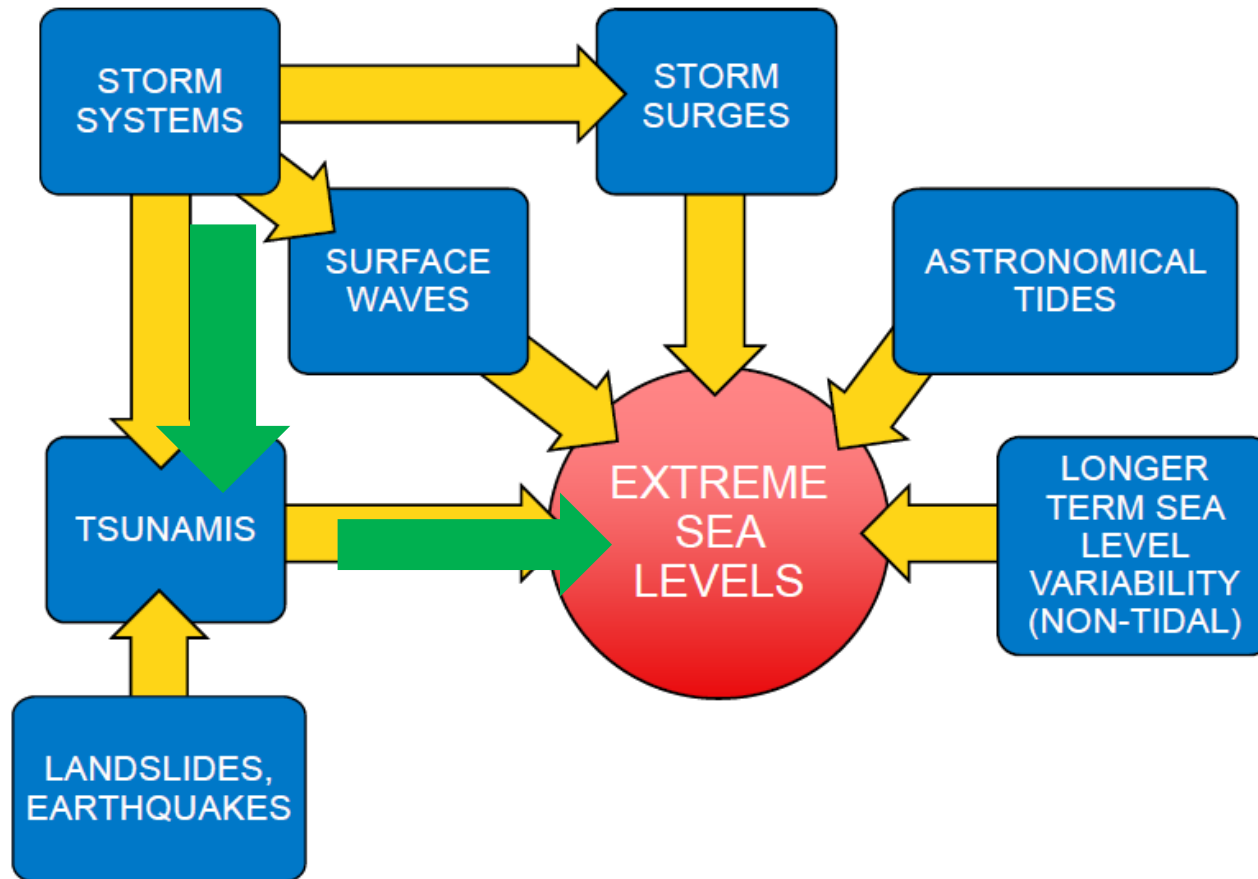 STORM
SYSTEMS
STORM
SURGES
SURFACE
WAVES
ASTRONOMICAL
TIDES
TSUNAMIS
EXTREME
SEA
LEVELS
LONGER
TERM SEA
LEVEL
VARIABILITY
(NON-TIDAL)
LANDSLIDES,
EARTHQUAKES